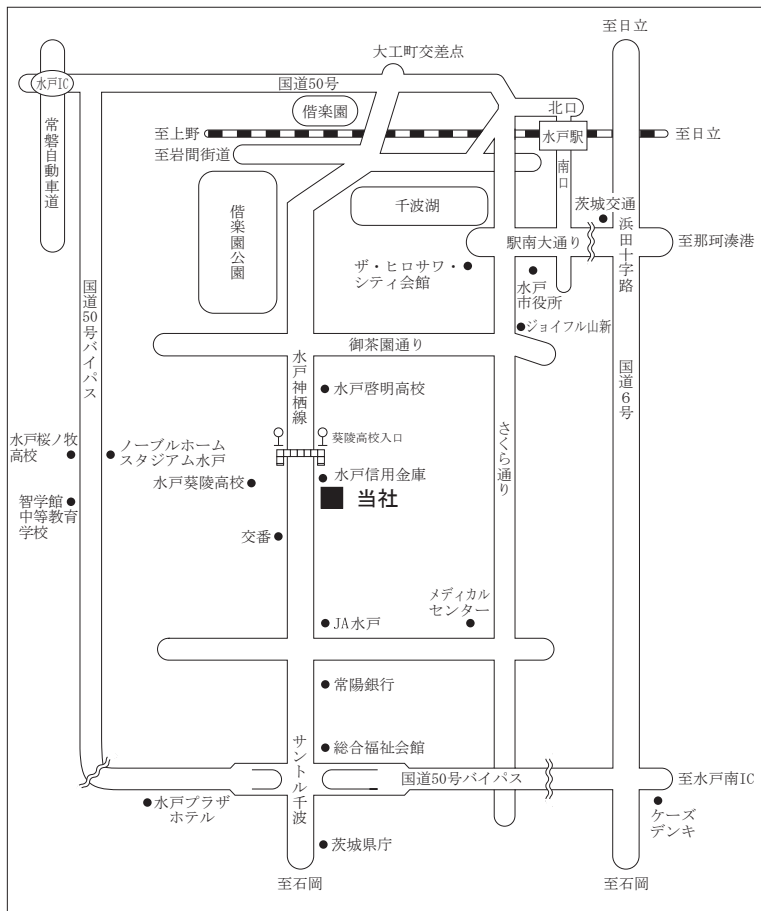 至日立
大工町交差点
水戸IC
国道50号
偕楽園
北口
至上野
水戸駅
至日立
至岩間街道
常磐自動車道
南口
偕楽園公園
千波湖
茨城交通
浜田十字路
駅南大通り
至那珂湊港
ザ・ヒロサワ・
シティ会館
水戸
市役所
国道50号バイパス
ジョイフル山新
御茶園通り
水戸神栖線
国道6号
水戸啓明高校
さくら通り
葵陵高校入口
水戸桜ノ牧
高校
ノーブルホーム
スタジアム水戸
水戸信用金庫
水戸葵陵高校
当社
智学館
中等教育
学校
交番
メディカル
センター
JA水戸
常陽銀行
サントル千波
総合福祉会館
国道50号バイパス
至水戸南IC
水戸プラザ
ホテル
ケーズ
デンキ
茨城県庁
至石岡
至石岡